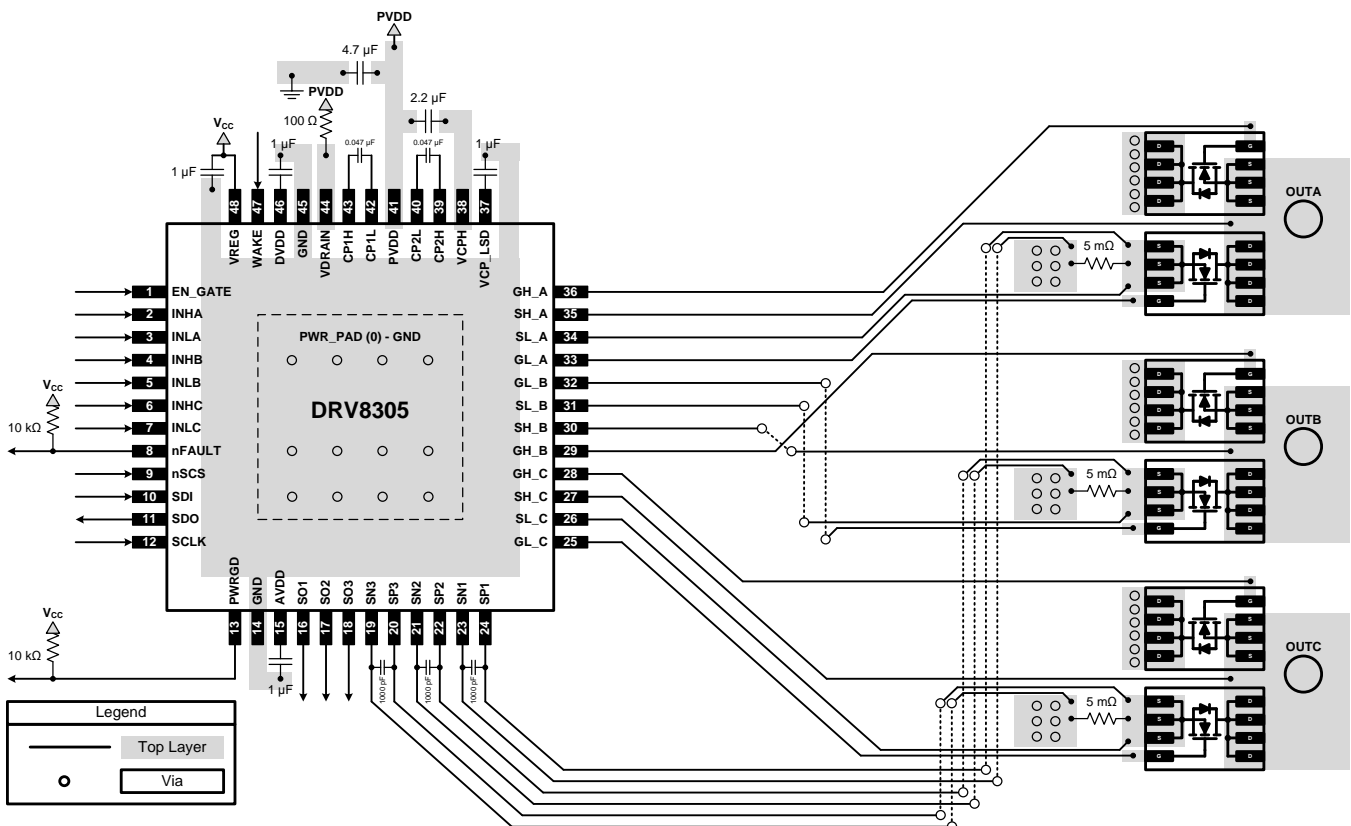 PVDD
4.7 µF
PVDD
2.2 µF
100 Ω
VCC
1 µF
0.047 µF
0.047 µF
1 µF
1 µF
48 47 46 45 44 43 42 41 40 39 38 37
VREG WAKE DVDD GND VDRAIN CP1H CP1L PVDD CP2L CP2H VCPH VCP_LSD
1 EN_GATE
2 INHA
3 INLA
4 INHB
5 INLB
6 INHC
7 INLC
8 nFAULT
9 nSCS
10 SDI
11 SDO
12 SCLK
VCC
10 kΩ
PWR_PAD (0) - GND
DRV8305
GH_A 36
SH_A 35
SL_A 34
GL_A 33
GL_B 32
SL_B 31
SH_B 30
GH_B 29
GH_C 28
SH_C 27
SL_C 26
GL_C 25
PWRGD GND AVDD SO1 SO2 SO3 SN3 SP3 SN2 SP2 SN1 SP1
13 14 15 16 17 18 19 20 21 22 23 24
VCC
10 kΩ
1 µF
1000 pF
1000 pF
1000 pF
D G
D S
D S
D S
OUTA
5 mΩ
S D
S D
S D
G D
D G
D S
D S
D S
OUTB
5 mΩ
S D
S D
S D
G D
D G
D S
D S
D S
OUTC
5 mΩ
S D
S D
S D
G D
Legend
Top Layer
Via